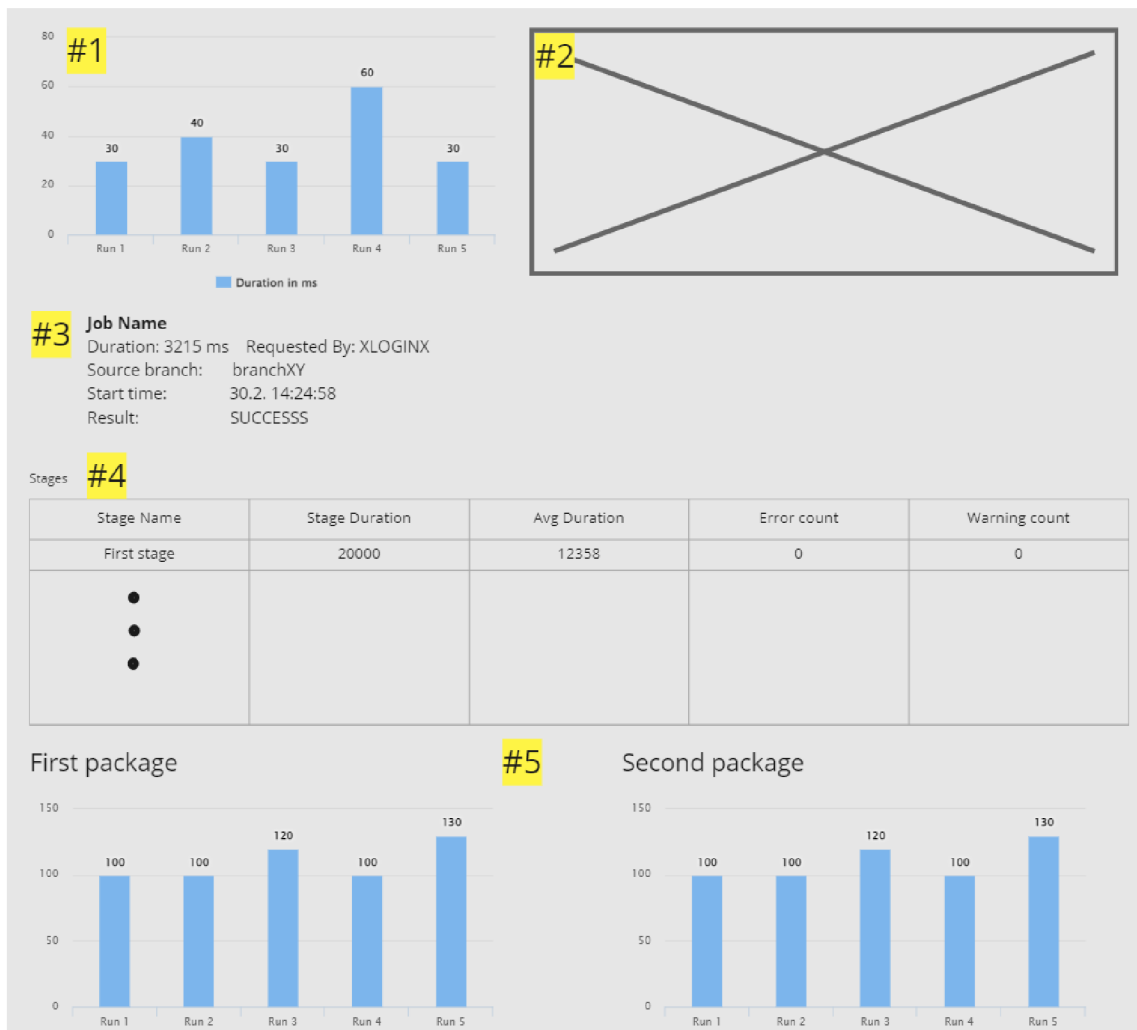 #1
80
60
40
20
0
30
40
30
60
30
Run 1 Run 2 Run 3 Run 4 Run 5
Duration in ms
#2
#3
Job Name
Duration: 3215 ms Requested By: XLOGINX
Source branch: branchXY
Start time: 30.2. 14:24:58
Result: SUCCESSS
Stages #4
Stage Name Stage Duration Avg Duration Error count Warning count
First stage 20000 12358 0 0
First package
#5
Second package
150
100
50
0
100
100
120
100
130
Run 1 Run 2 Run 3 Run 4 Run 5
150
100
50
0
100
100
120
100
130
Run 1 Run 2 Run 3 Run 4 Run 5